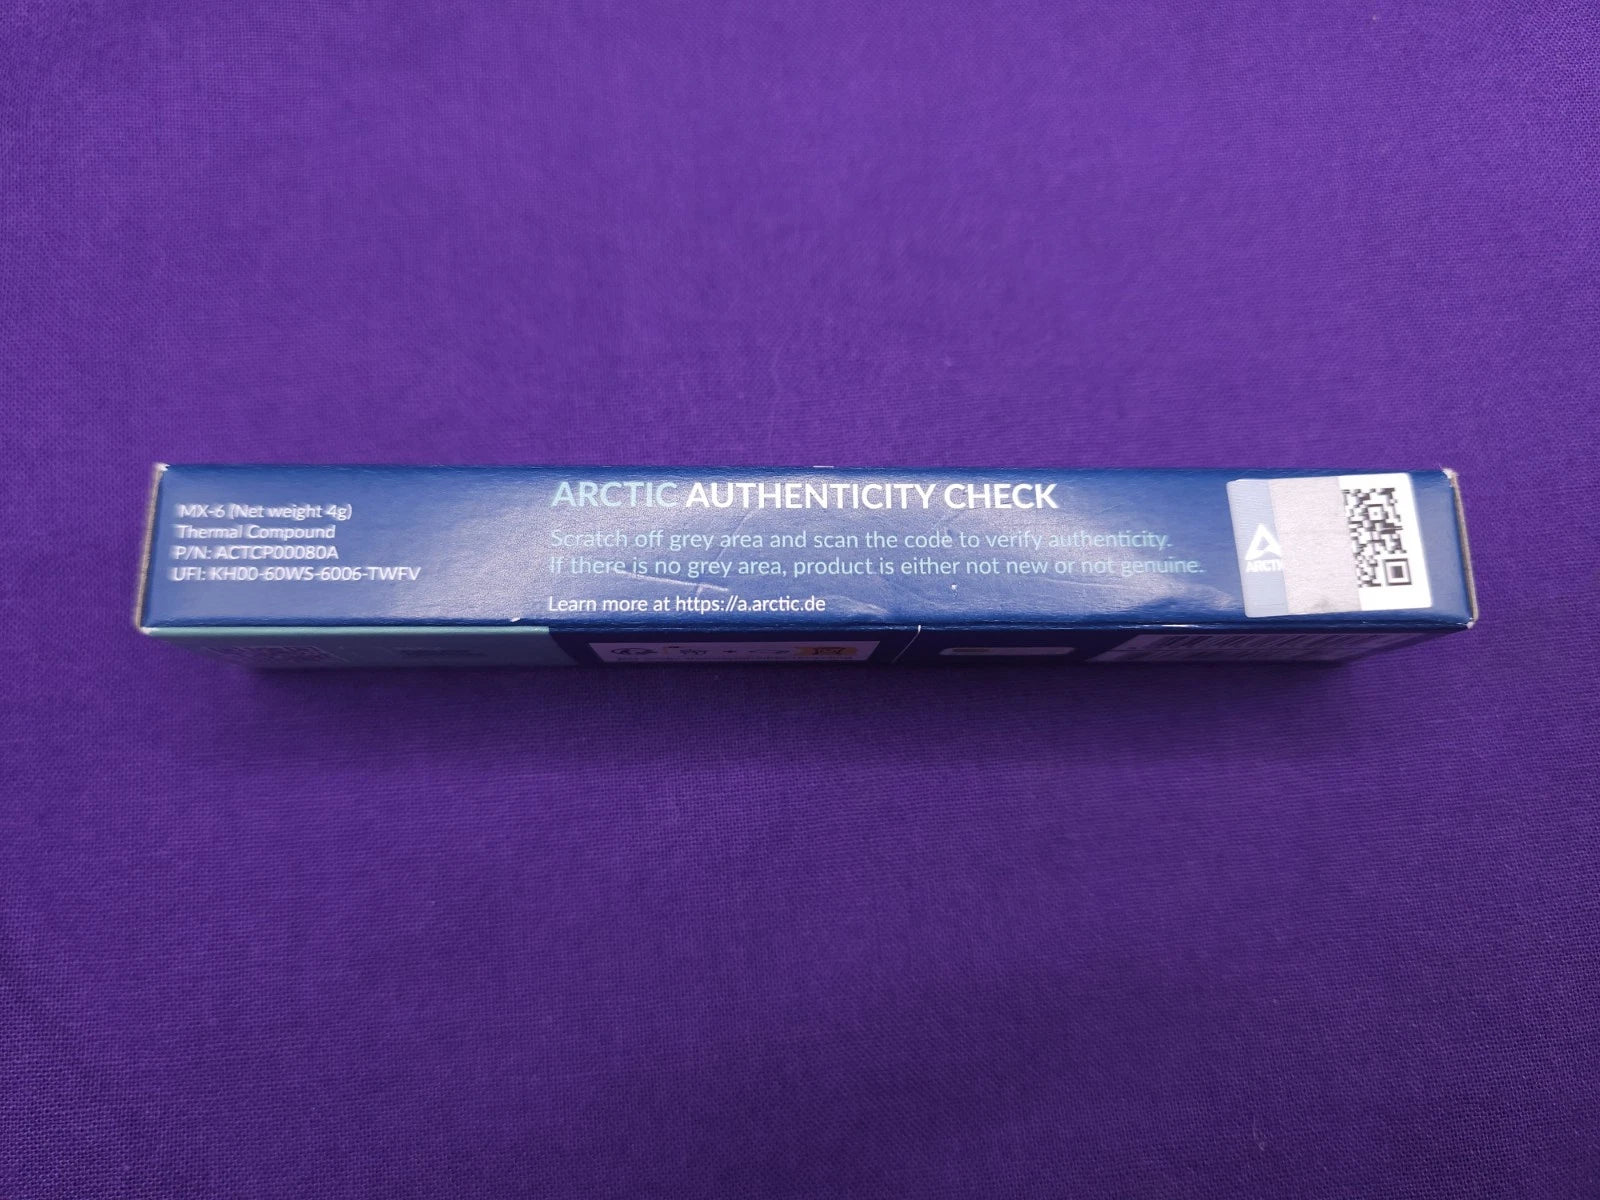 MX-6 (Net weight 4g)
Thermal Compound
P/N: ACTCP00080A
UFI: KH00-60WS-6006-TWFV
ARCTIC AUTHENTICITY CHECK
Scratch off grey area and scan the code to verify authenticity.
If there is no grey area, product is either not new or not genuine.
Learn more at https://a.arctic.de
ARCTI